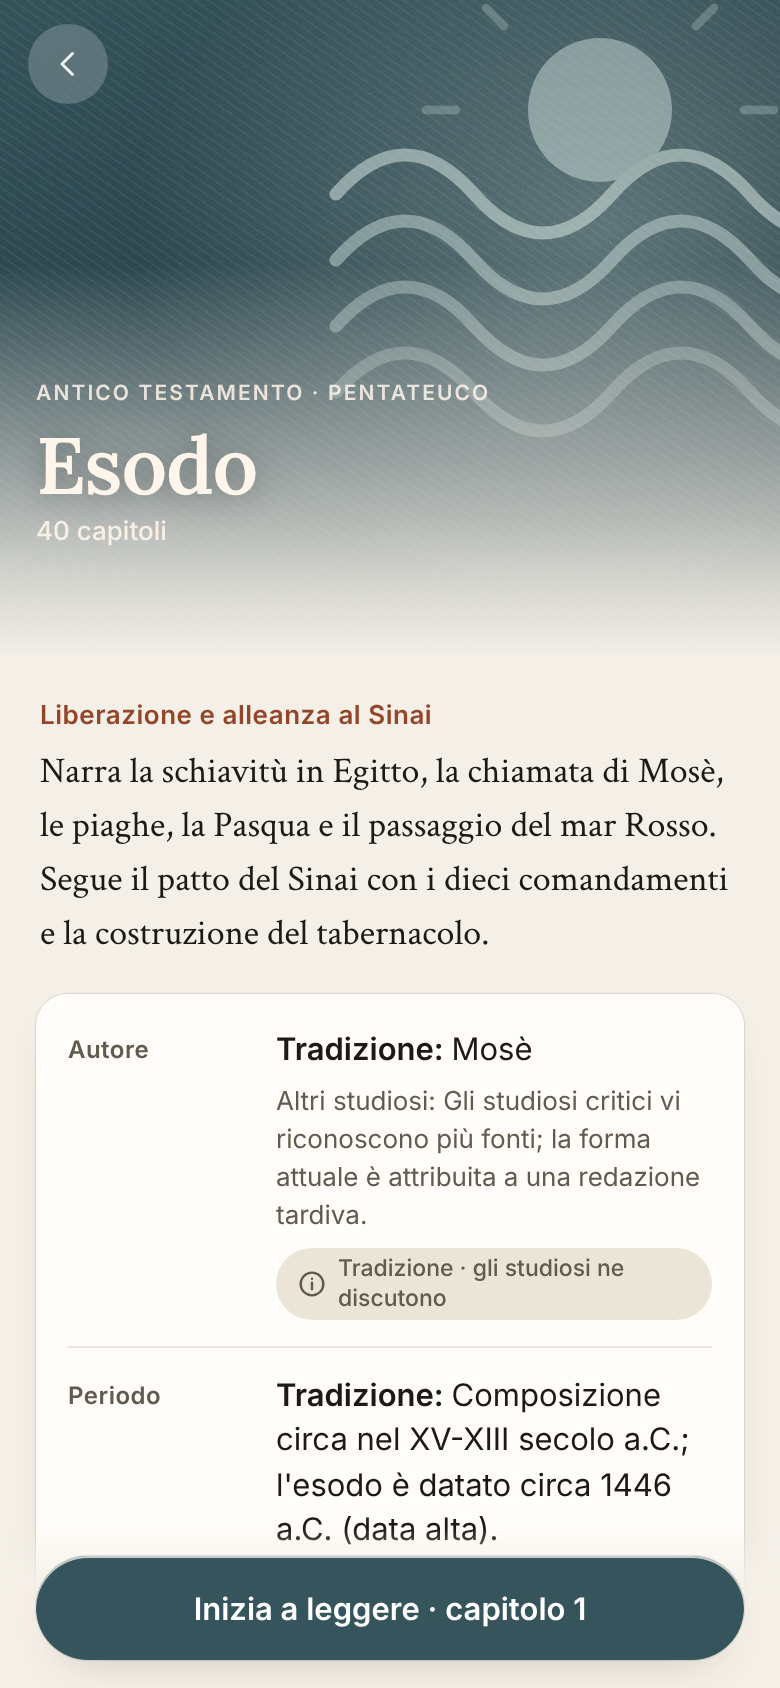 ANTICO TESTAMENTO · PENTATEUCO
Esodo
40 capitoli
Liberazione e alleanza al Sinai
Narra la schiavitù in Egitto, la chiamata di Mosè,
le piaghe, la Pasqua e il passaggio del mar Rosso.
Segue il patto del Sinai con i dieci comandamenti
e la costruzione del tabernacolo.
Autore
Tradizione: Mosè
Altri studiosi: Gli studiosi critici vi
riconoscono più fonti; la forma
attuale è attribuita a una redazione
tardiva.
Tradizione · gli studiosi ne
discutono
Periodo
Tradizione: Composizione
circa nel XV-XIII secolo a.C.;
l'esodo è datato circa 1446
a.C. (data alta).
Inizia a leggere · capitolo 1